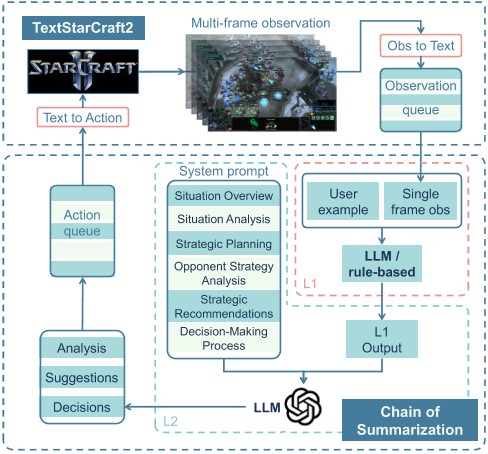 TextStarCraft2
Multi-frame observation
STARCRAFT
II
Obs to Text
Text to Action
Observation
queue
System prompt
Situation Overview
Situation Analysis
Strategic Planning
Opponent Strategy
Analysis
Strategic
Recommendations
Decision-Making
Process
User
example
Single
frame obs
LLM /
rule-based
L1
L1
Output
Action
queue
Analysis
Suggestions
Decisions
LLM
L2
Chain of
Summarization